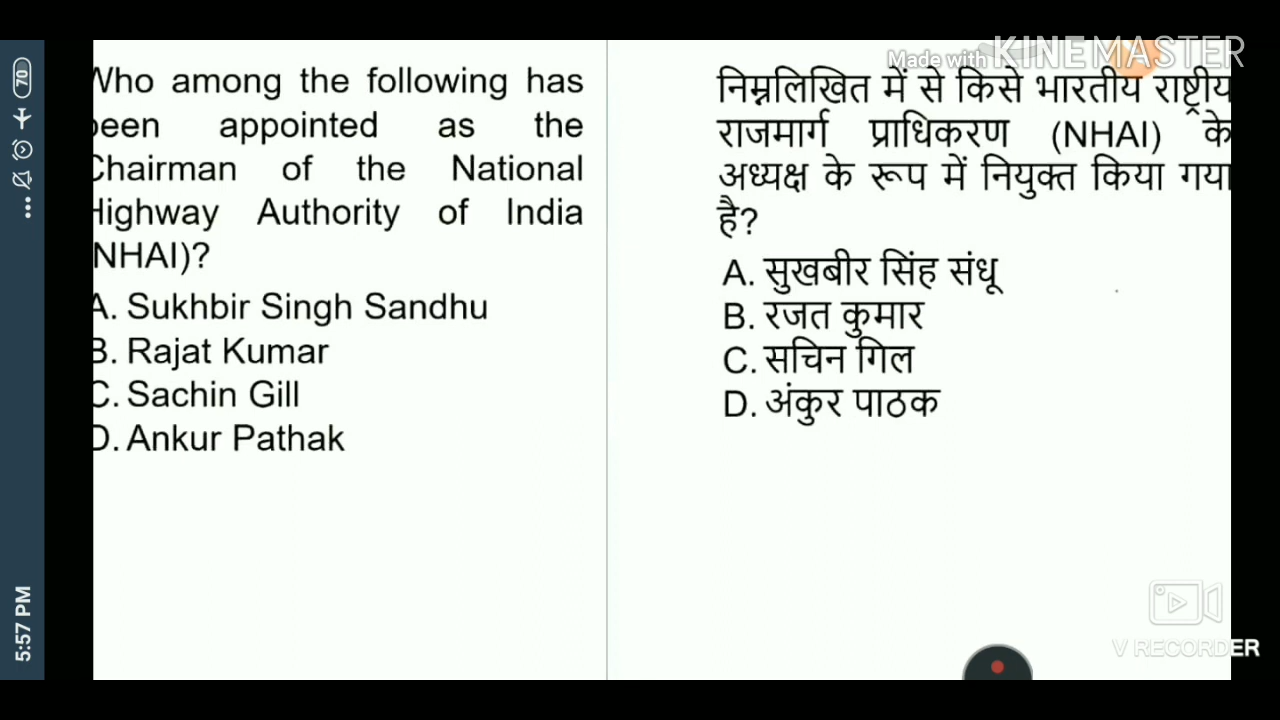 Made with KINEMASTER
70
5:57 PM
Who among the following has
been appointed as the
Chairman of the National
Highway Authority of India
(NHAI)?
A. Sukhbir Singh Sandhu
B. Rajat Kumar
C. Sachin Gill
D. Ankur Pathak
निम्नलिखित में से किसे भारतीय राष्ट्रीय
राजमार्ग प्राधिकरण (NHAI) के
अध्यक्ष के रूप में नियुक्त किया गया
है?
A. सुखबीर सिंह संधू
B. रजत कुमार
C. सचिन गिल
D. अंकुर पाठक
V RECORDER